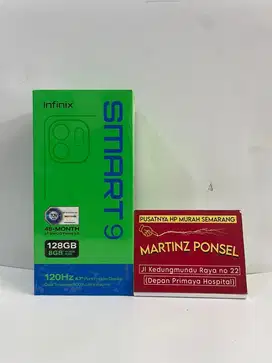 infinix
SMART 9
48-MONTH
128GB
8GB
120Hz
PUSATNYA HP MURAH SEMARANG
MARTINZ PONSEL
Jl Kedungmundu Raya no 22
(Depan Primaya Hospital)